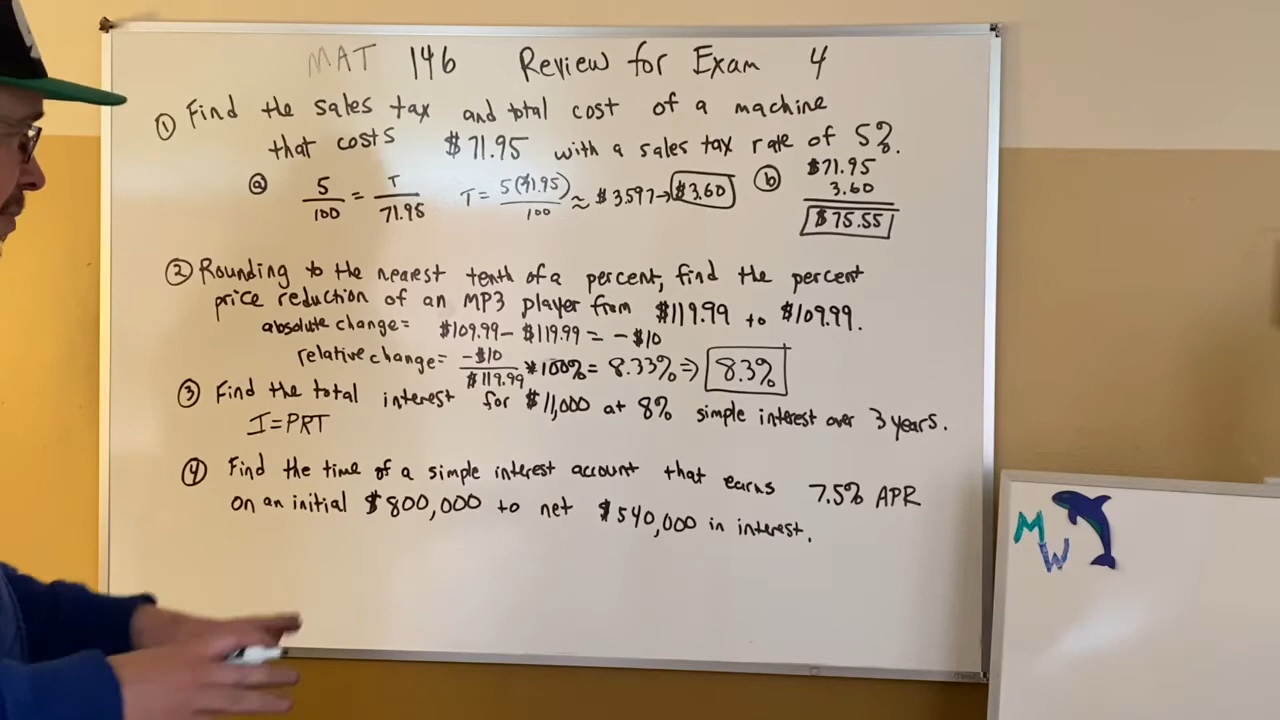 MAT 146 Review for Exam 4
① Find the sales tax and total cost of a machine
that costs $71.95 with a sales tax rate of 5%.
ⓐ 5/100 = T/71.95 T = 5(71.95)/100 ≈ $3.597→ $3.60 ⓑ $71.95
3.60
$75.55
② Rounding to the nearest tenth of a percent, find the percent
price reduction of an MP3 player from $119.99 to $109.99.
absolute change = $109.99 - $119.99 = -$10
relative change = -$10/$119.99 * 100% = 8.33% ⇒ 8.3%
③ Find the total interest for $11,000 at 8% simple interest over 3 years.
I=PRT
④ Find the time of a simple interest account that earns 7.5% APR
on an initial $800,000 to net $540,000 in interest.
M
W